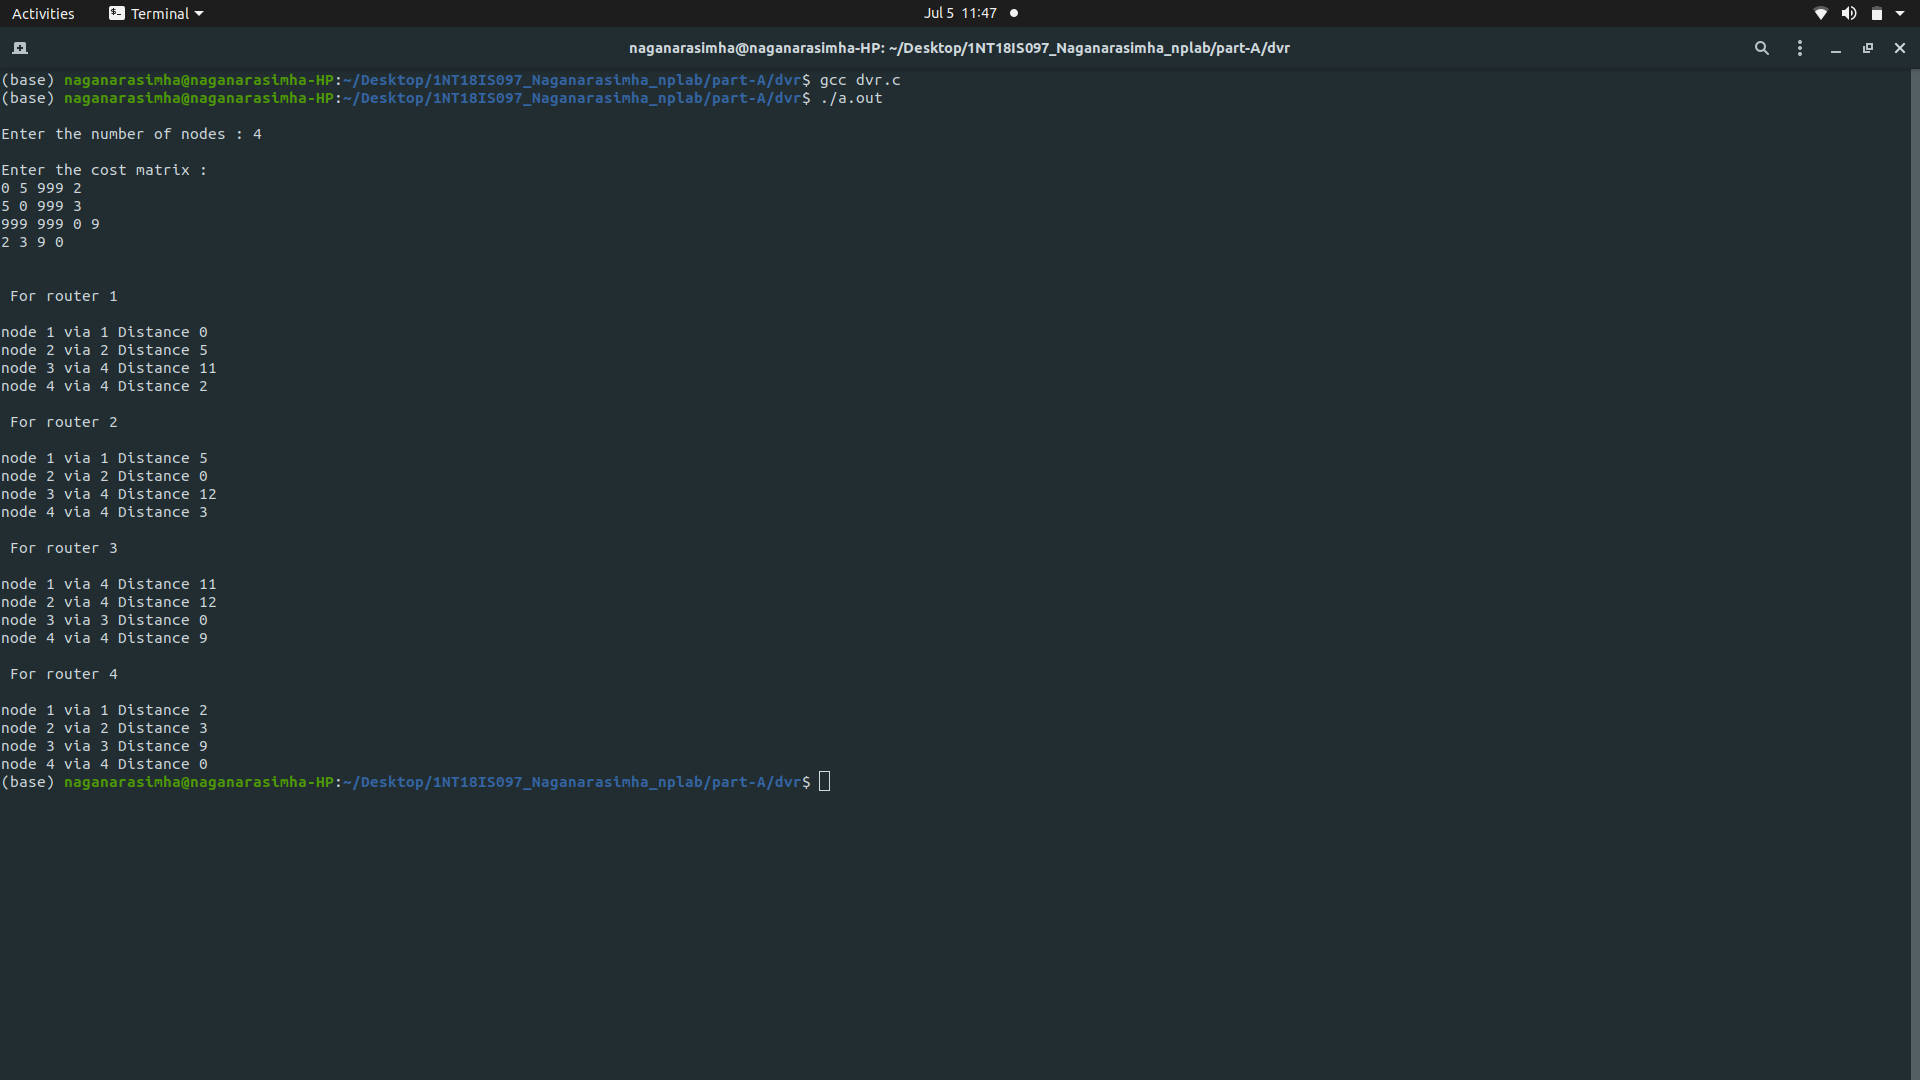 Activities Terminal Jul 5 11:47
naganarasimha@naganarasimha-HP: ~/Desktop/1NT18IS097_Naganarasimha_nplab/part-A/dvr
(base) naganarasimha@naganarasimha-HP:~/Desktop/1NT18IS097_Naganarasimha_nplab/part-A/dvr$ gcc dvr.c
(base) naganarasimha@naganarasimha-HP:~/Desktop/1NT18IS097_Naganarasimha_nplab/part-A/dvr$ ./a.out
Enter the number of nodes : 4
Enter the cost matrix :
0 5 999 2
5 0 999 3
999 999 0 9
2 3 9 0
For router 1
node 1 via 1 Distance 0
node 2 via 2 Distance 5
node 3 via 4 Distance 11
node 4 via 4 Distance 2
For router 2
node 1 via 1 Distance 5
node 2 via 2 Distance 0
node 3 via 4 Distance 12
node 4 via 4 Distance 3
For router 3
node 1 via 4 Distance 11
node 2 via 4 Distance 12
node 3 via 3 Distance 0
node 4 via 4 Distance 9
For router 4
node 1 via 1 Distance 2
node 2 via 2 Distance 3
node 3 via 3 Distance 9
node 4 via 4 Distance 0
(base) naganarasimha@naganarasimha-HP:~/Desktop/1NT18IS097_Naganarasimha_nplab/part-A/dvr$